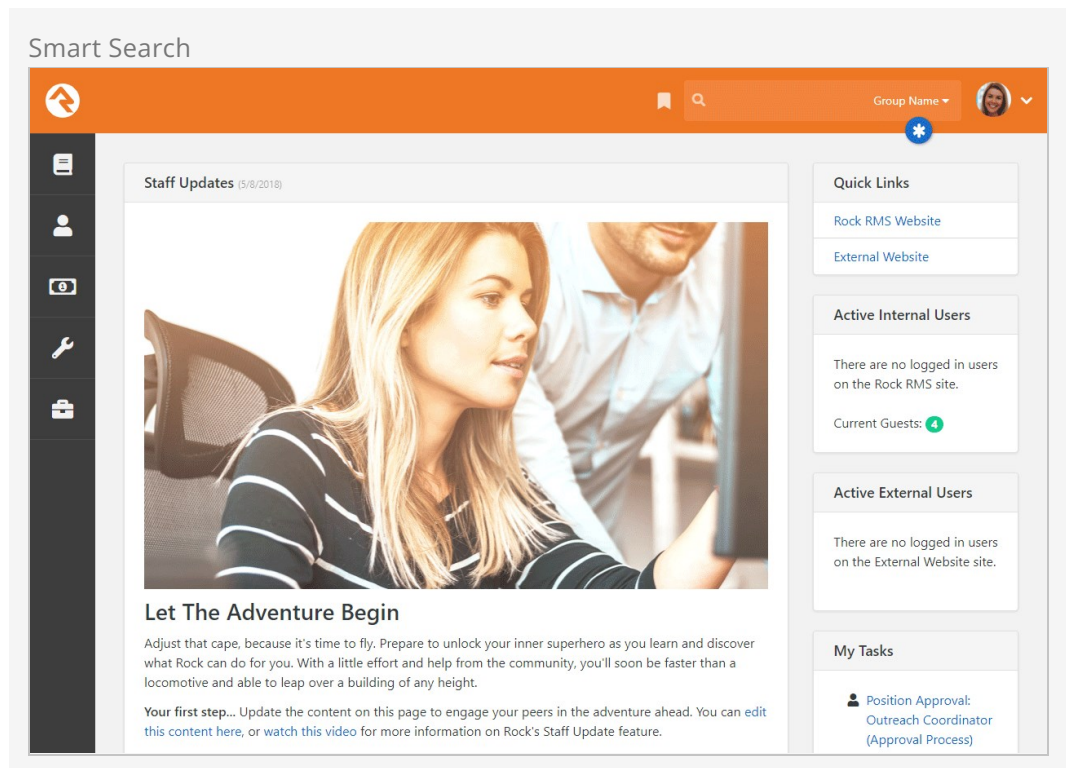 Smart Search
Group Name
Staff Updates (5/8/2018)
Let The Adventure Begin
Adjust that cape, because it's time to fly. Prepare to unlock your inner superhero as you learn and discover
what Rock can do for you. With a little effort and help from the community, you'll soon be faster than a
locomotive and able to leap over a building of any height.
Your first step... Update the content on this page to engage your peers in the adventure ahead. You can edit
this content here, or watch this video for more information on Rock's Staff Update feature.
Quick Links
Rock RMS Website
External Website
Active Internal Users
There are no logged in users
on the Rock RMS site.
Current Guests: 4
Active External Users
There are no logged in users
on the External Website site.
My Tasks
Position Approval:
Outreach Coordinator
(Approval Process)